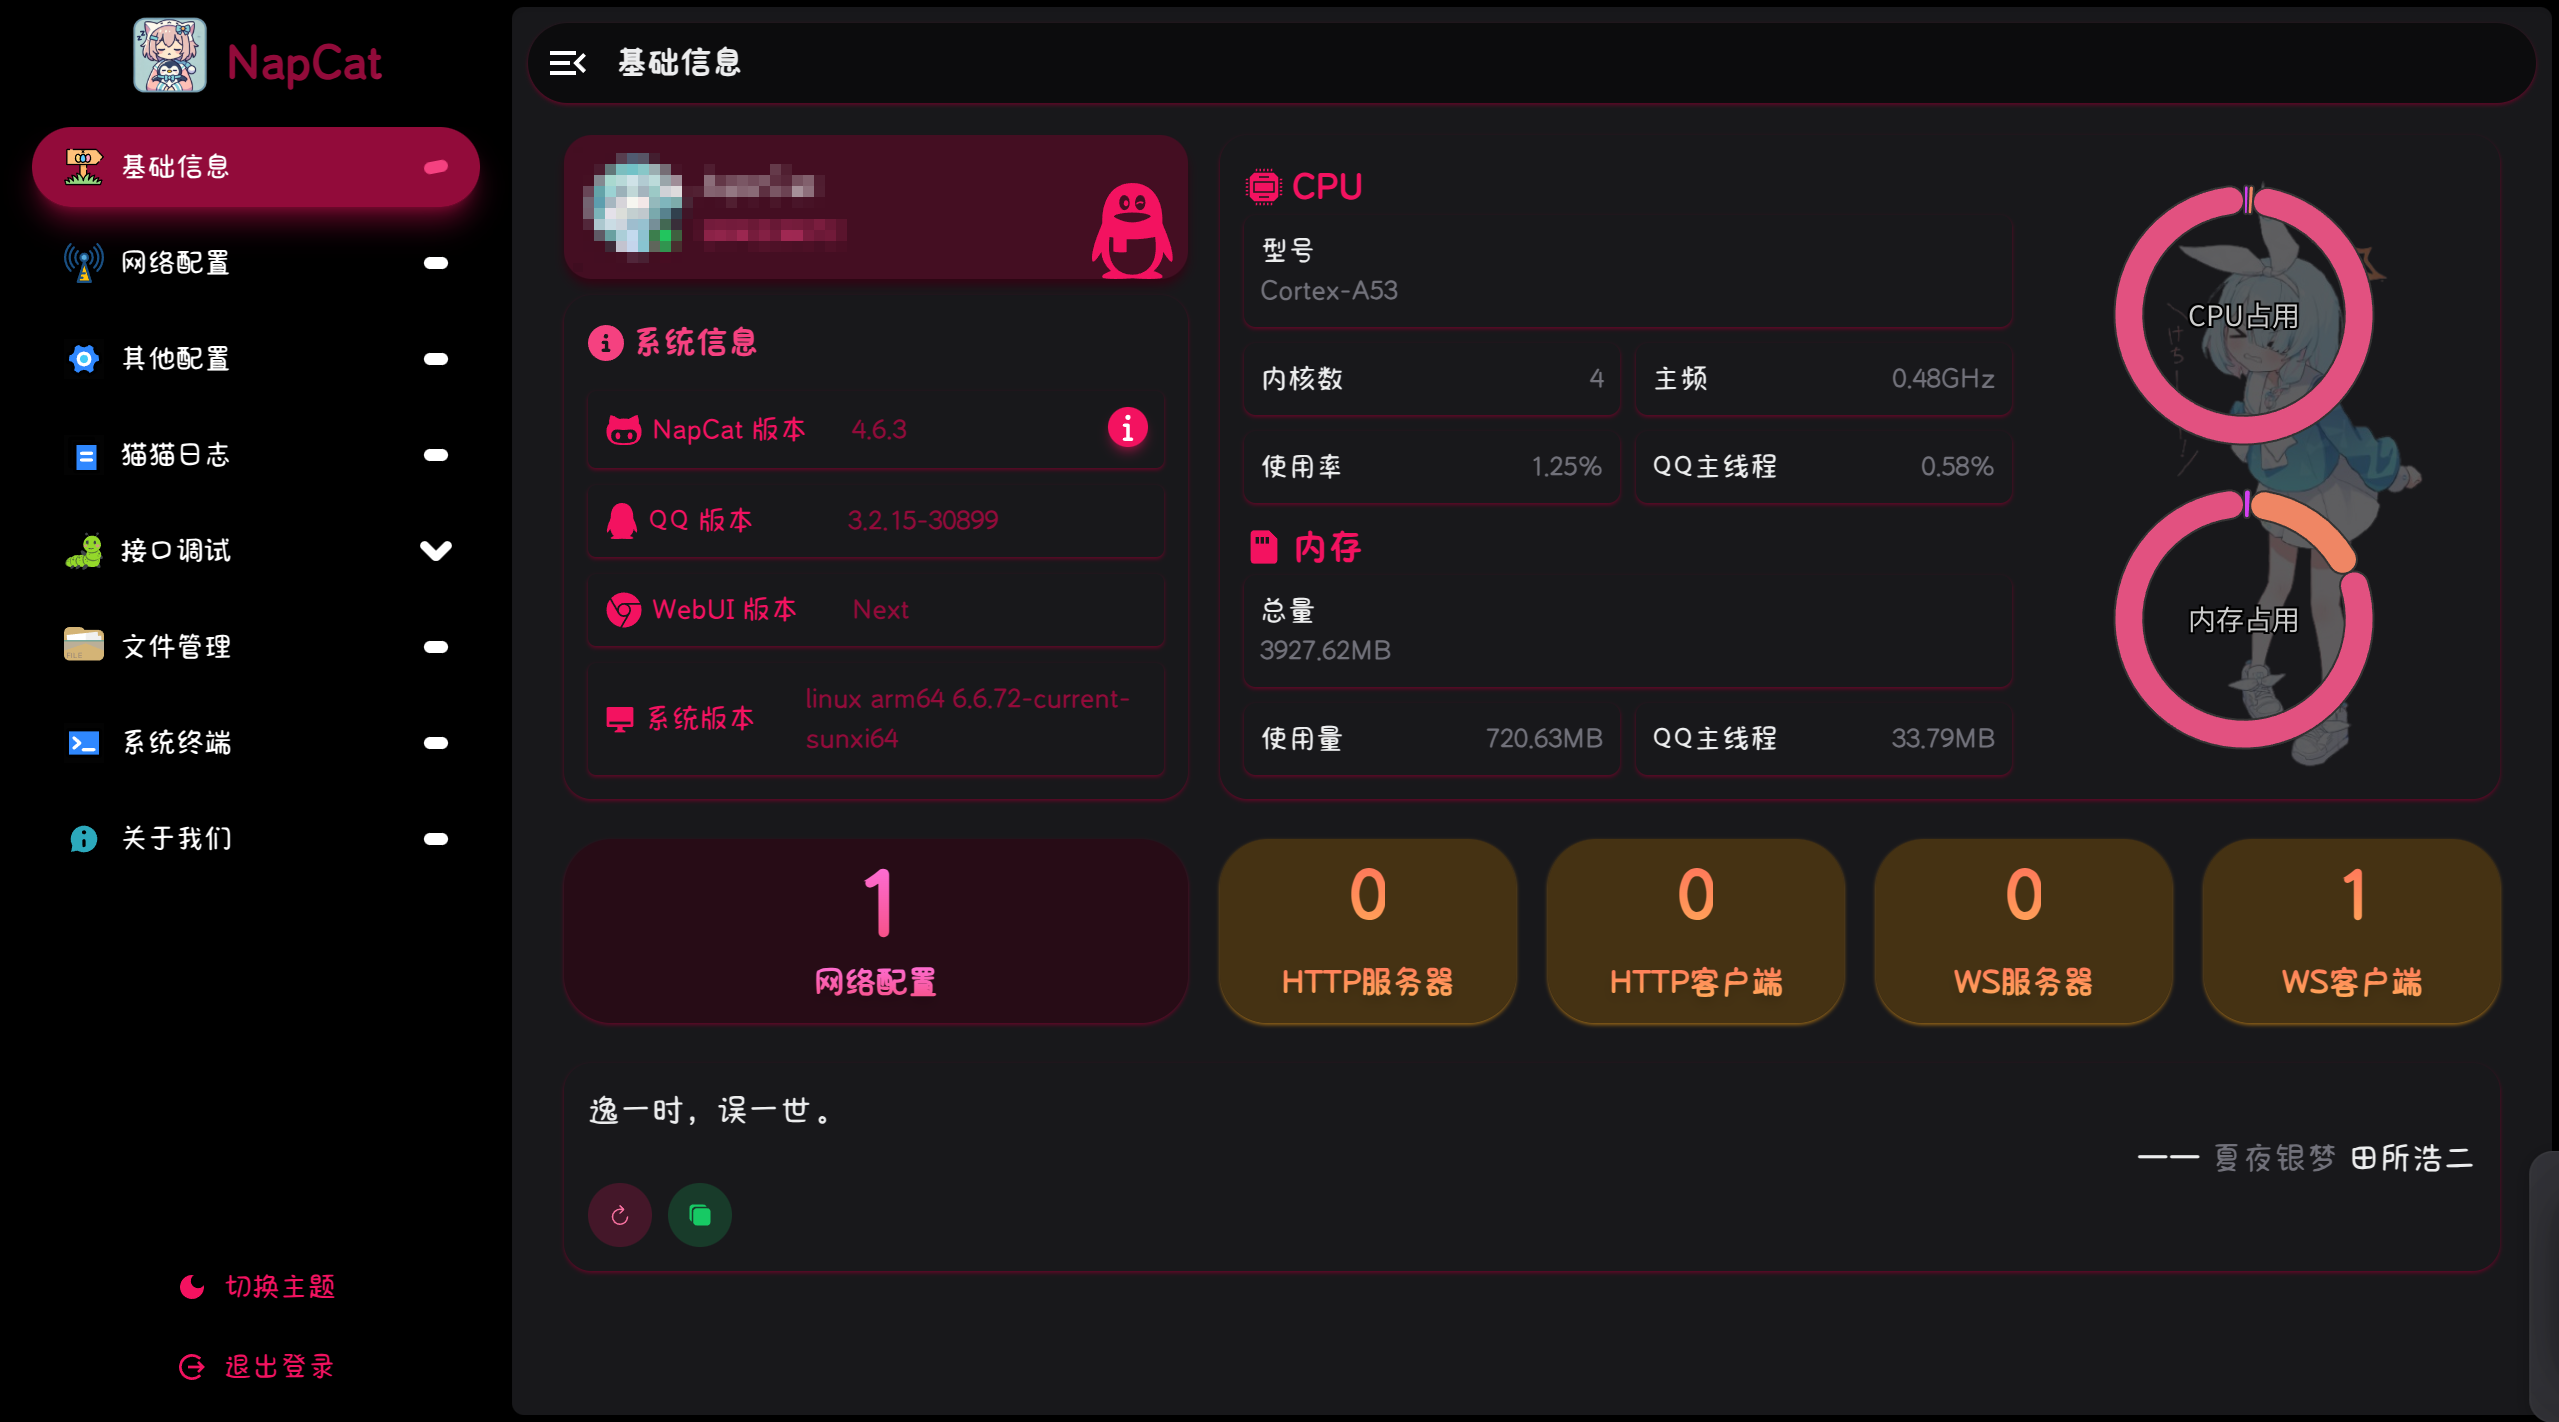 NapCat
基础信息
网络配置
其他配置
猫猫日志
接口调试
文件管理
系统终端
关于我们
切换主题
退出登录
基础信息
系统信息
NapCat 版本 4.6.3
QQ 版本 3.2.15-30899
WebUI 版本 Next
系统版本 linux arm64 6.6.72-current-
sunxi64
CPU
型号
Cortex-A53
内核数 4
主频 0.48GHz
使用率 1.25%
QQ主线程 0.58%
内存
总量
3927.62MB
使用量 720.63MB
QQ主线程 33.79MB
CPU占用
内存占用
1
网络配置
0
HTTP服务器
0
HTTP客户端
0
WS服务器
1
WS客户端
逸一时，误一世。
—— 夏夜银梦 田所浩二